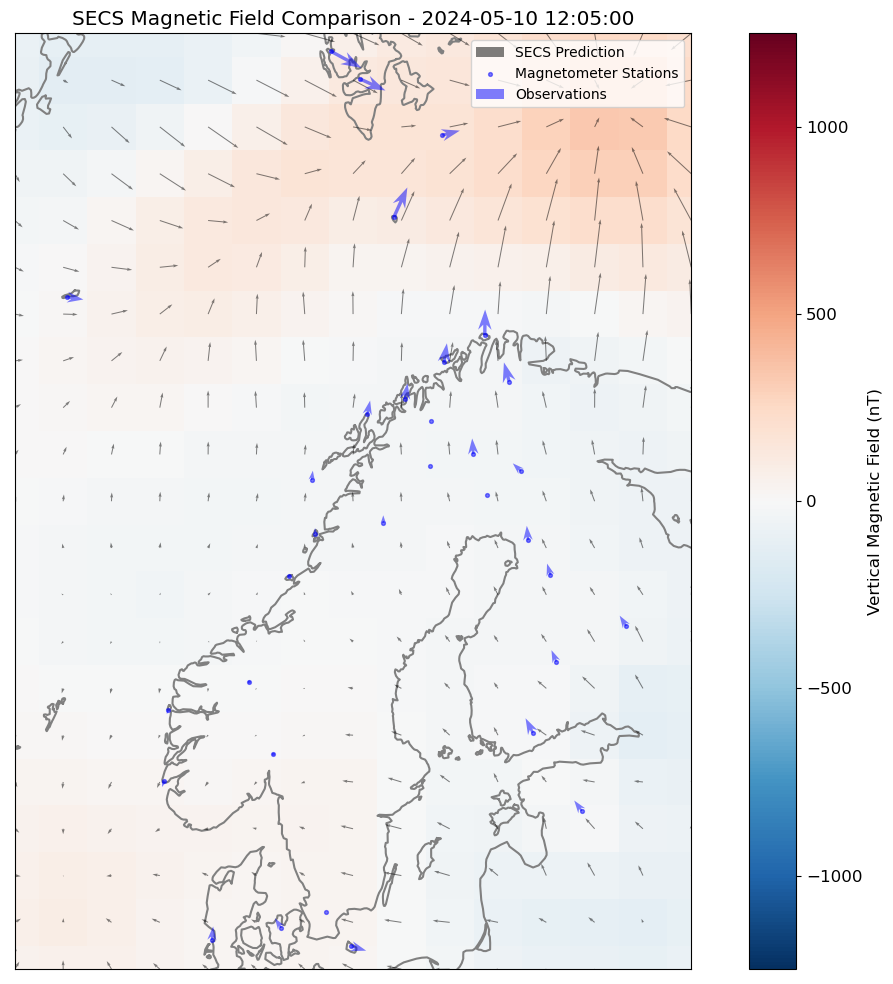 SECS Magnetic Field Comparison - 2024-05-10 12:05:00
SECS Prediction
Magnetometer Stations
Observations
1000
500
0
−500
−1000
Vertical Magnetic Field (nT)